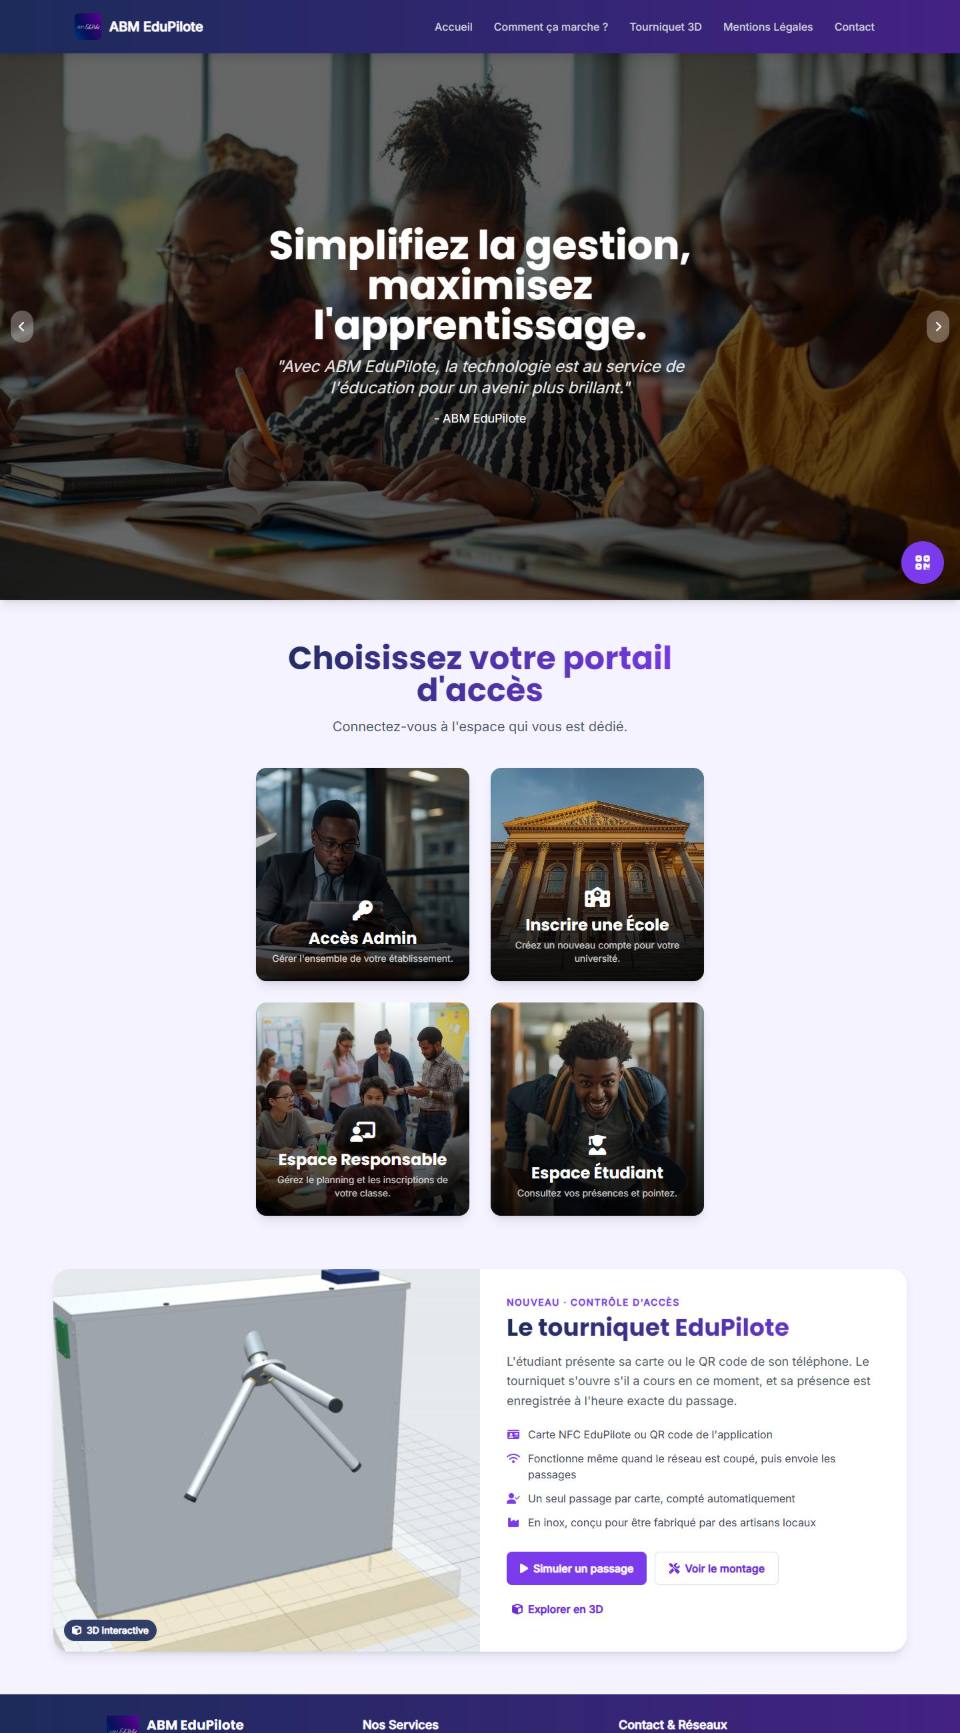 ABM EduPilote
Accueil
Comment ça marche ?
Tourniquet 3D
Mentions Légales
Contact
Simplifiez la gestion,
maximisez
l'apprentissage.
"Avec ABM EduPilote, la technologie est au service de
l'éducation pour un avenir plus brillant."
- ABM EduPilote
Choisissez votre portail
d'accès
Connectez-vous à l'espace qui vous est dédié.
Accès Admin
Gérer l'ensemble de votre établissement.
Inscrire une École
Créez un nouveau compte pour votre
université.
Espace Responsable
Gérez le planning et les inscriptions de
votre classe.
Espace Étudiant
Consultez vos présences et pointez.
3D Interactive
NOUVEAU · CONTRÔLE D'ACCÈS
Le tourniquet EduPilote
L'étudiant présente sa carte ou le QR code de son téléphone. Le
tourniquet s'ouvre s'il a cours en ce moment, et sa présence est
enregistrée à l'heure exacte du passage.
Carte NFC EduPilote ou QR code de l'application
Fonctionne même quand le réseau est coupé, puis envoie les
passages
Un seul passage par carte, compté automatiquement
En inox, conçu pour être fabriqué par des artisans locaux
Simuler un passage
Voir le montage
Explorer en 3D
ABM EduPilote
Nos Services
Contact & Réseaux